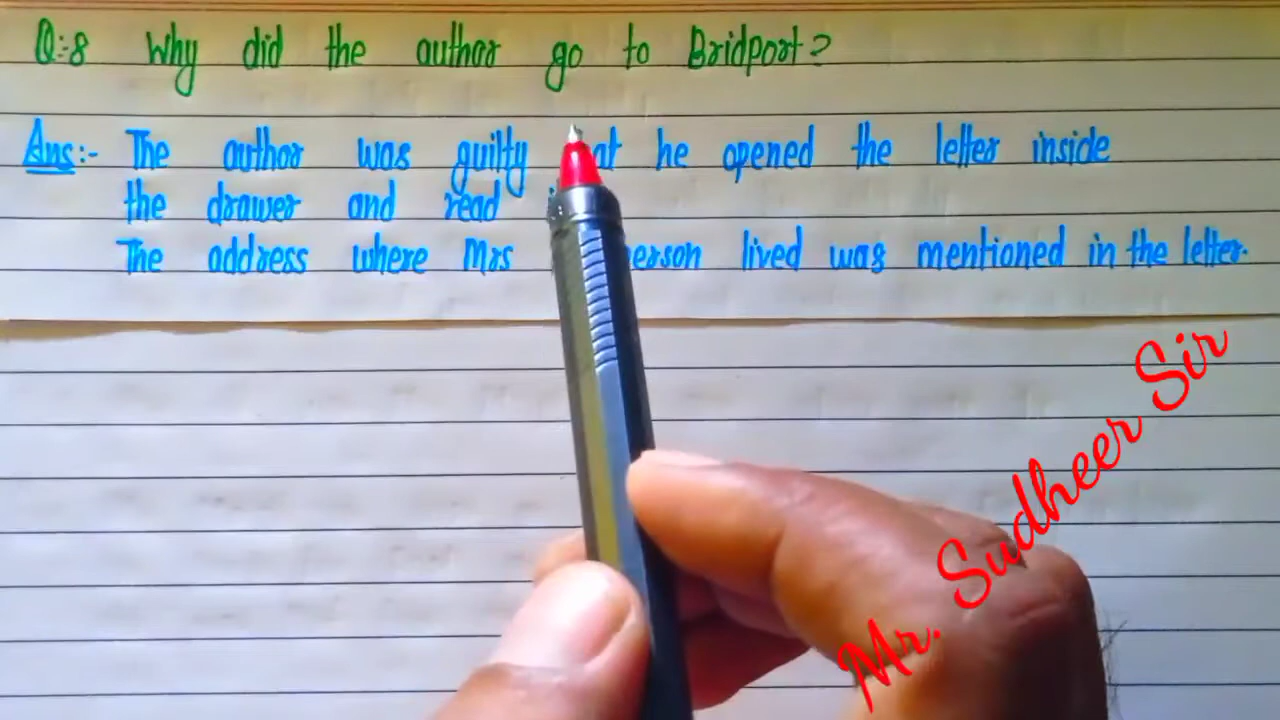 Q:-8 Why did the author go to Bridport?
Ans:- The author was guilty at he opened the letter inside
the drawer and read
The address where Mrs erson lived was mentioned in the letter.
Mr. Sudheer Sir